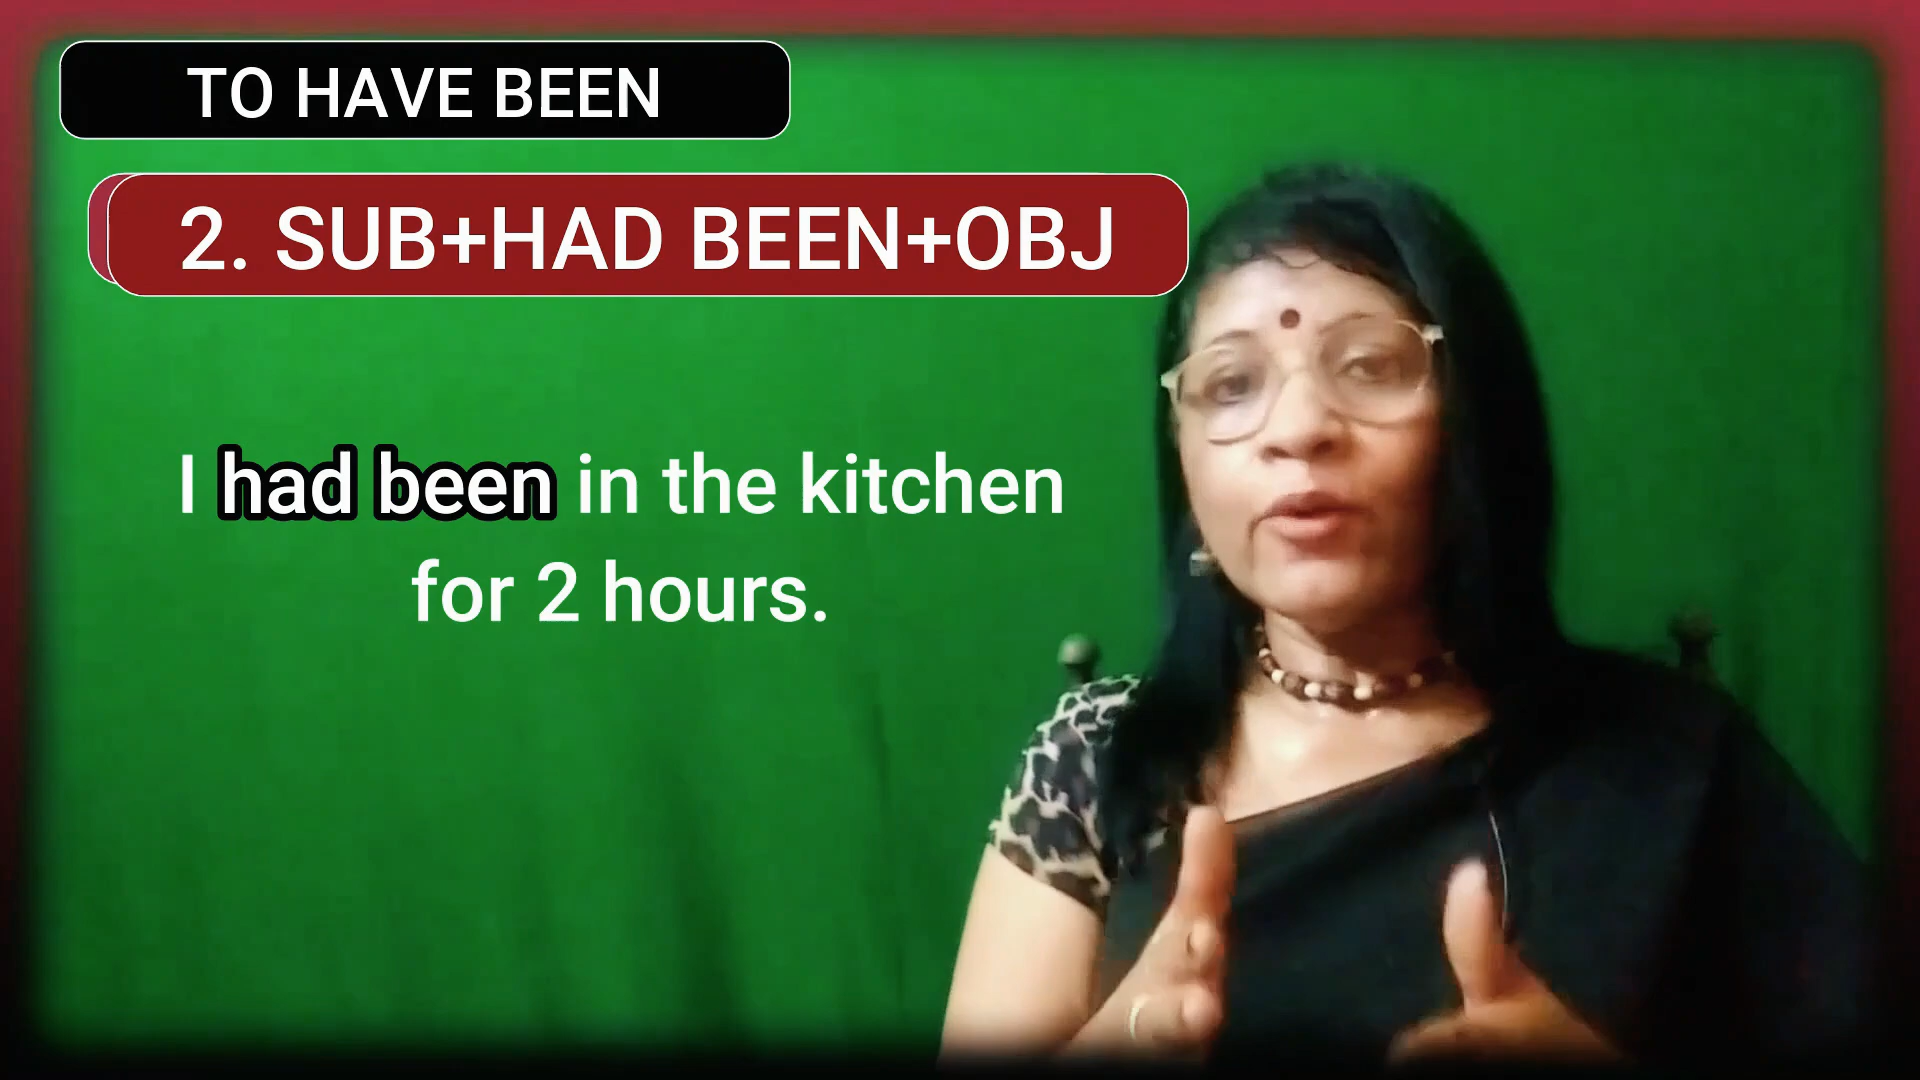 TO HAVE BEEN
2. SUB+HAD BEEN+OBJ
I had been in the kitchen
for 2 hours.